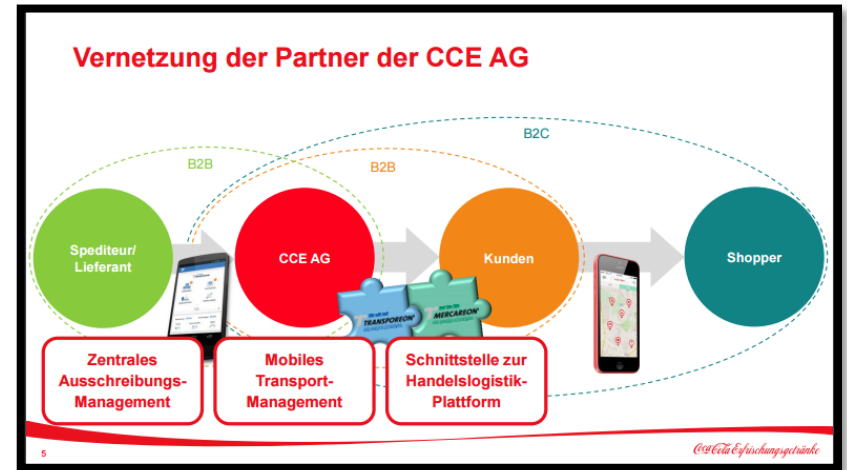 Vernetzung der Partner der CCE AG
B2C
B2B
B2B
Spediteur/
Lieferant
CCE AG
Kunden
Shopper
TRANSPOREON
MERCAREON
Zentrales
Ausschreibungs-
Management
Mobiles
Transport-
Management
Schnittstelle zur
Handelslogistik-
Plattform
5
Coca-Cola Erfrischungsgetränke